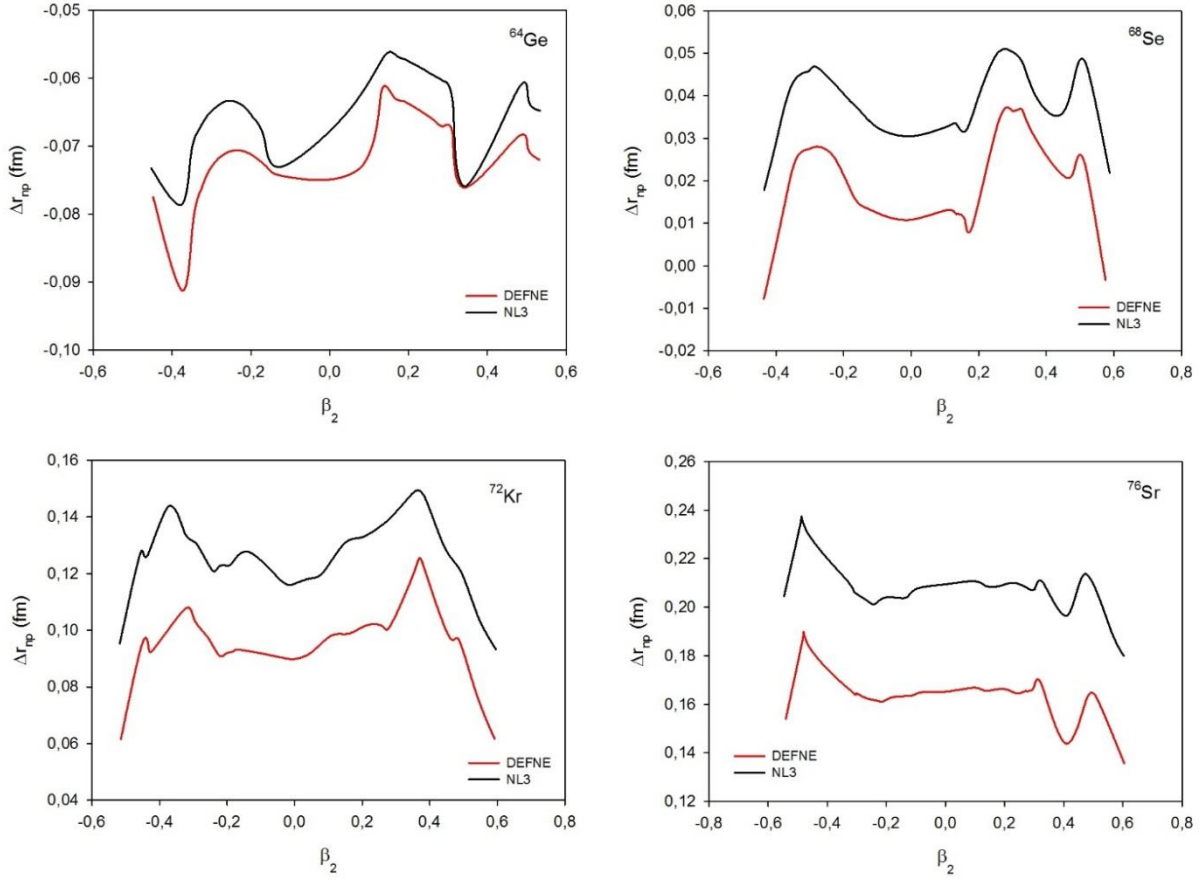 -0,05
-0,06
-0,07
-0,08
-0,09
-0,10
Δr_np (fm)
⁶⁴Ge
DEFNE
NL3
-0,6 -0,4 -0,2 0,0 0,2 0,4 0,6
β₂
0,06
0,05
0,04
0,03
0,02
0,01
0,00
-0,01
-0,02
Δr_np (fm)
⁶⁸Se
DEFNE
NL3
-0,6 -0,4 -0,2 0,0 0,2 0,4 0,6 0,8
β₂
0,16
0,14
0,12
0,10
0,08
0,06
0,04
Δr_np (fm)
⁷²Kr
DEFNE
NL3
-0,6 -0,4 -0,2 0,0 0,2 0,4 0,6 0,8
β₂
0,26
0,24
0,22
0,20
0,18
0,16
0,14
0,12
Δr_np (fm)
⁷⁶Sr
DEFNE
NL3
-0,8 -0,6 -0,4 -0,2 0,0 0,2 0,4 0,6 0,8
β₂